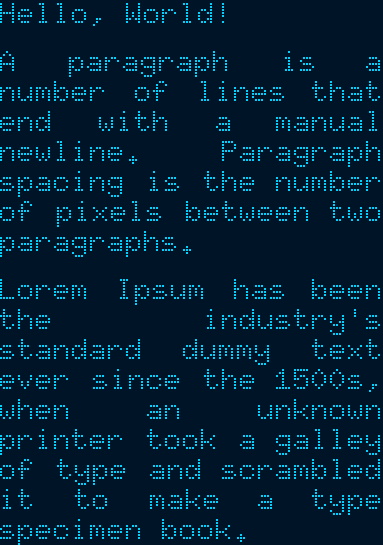 Hello, World!
A paragraph is a
number of lines that
end with a manual
newline. Paragraph
spacing is the number
of pixels between two
paragraphs.
Lorem Ipsum has been
the industry's
standard dummy text
ever since the 1500s,
when an unknown
printer took a galley
of type and scrambled
it to make a type
specimen book.